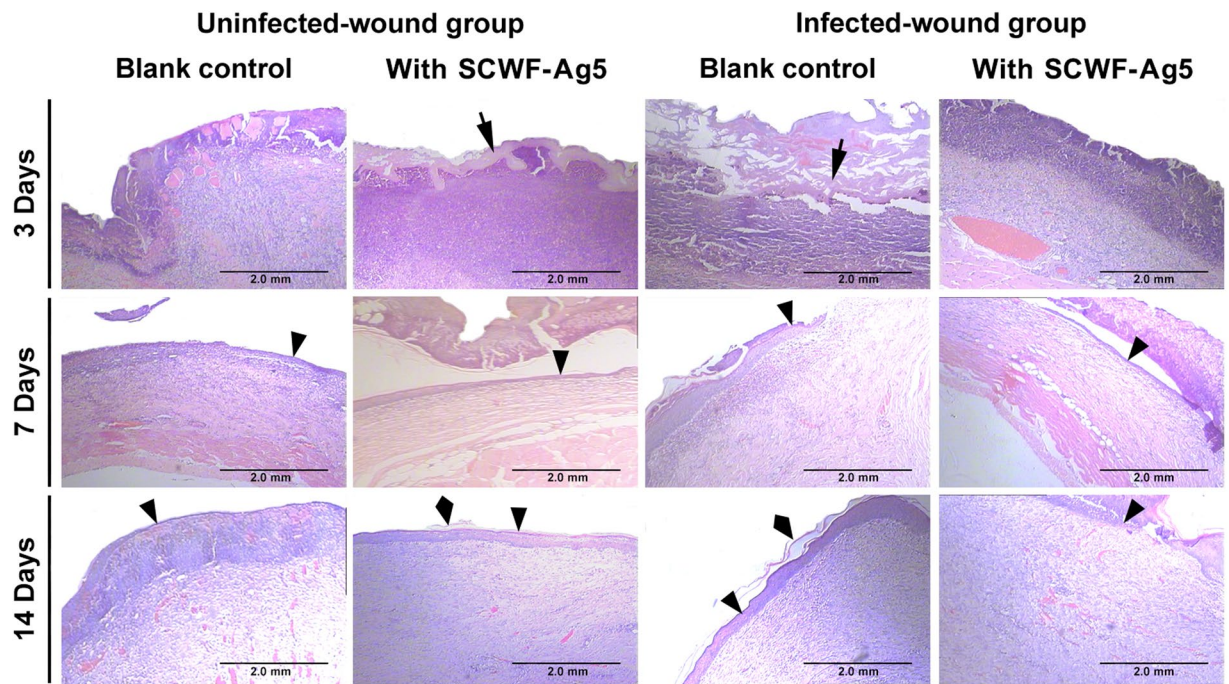 Uninfected-wound group Infected-wound group
Blank control With SCWF-Ag5 Blank control With SCWF-Ag5
3 Days
2.0 mm 2.0 mm 2.0 mm 2.0 mm
7 Days
2.0 mm 2.0 mm 2.0 mm 2.0 mm
14 Days
2.0 mm 2.0 mm 2.0 mm 2.0 mm